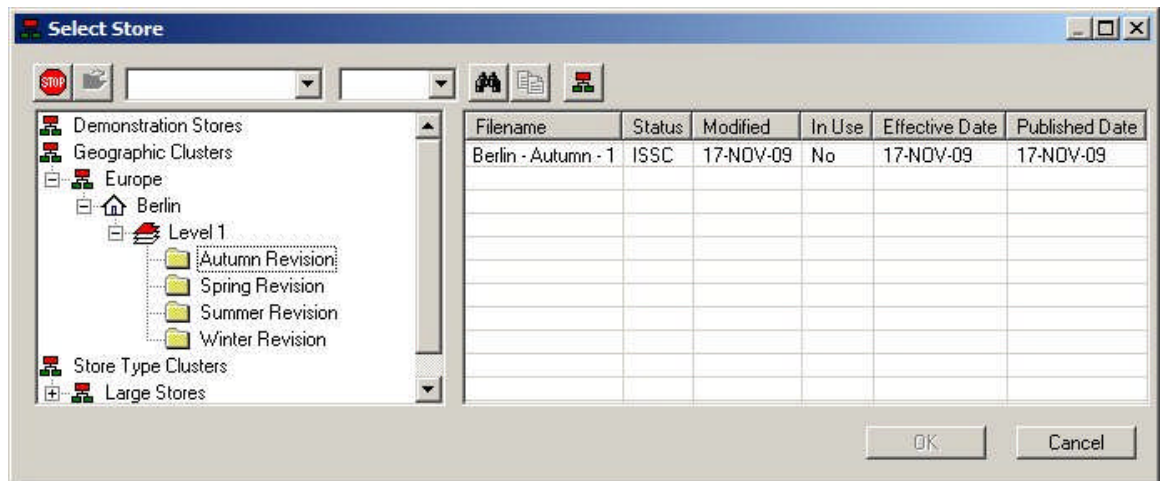 Select Store
STOP
Demonstration Stores
Geographic Clusters
Europe
Berlin
Level 1
Autumn Revision
Spring Revision
Summer Revision
Winter Revision
Store Type Clusters
Large Stores
Filename Status Modified In Use Effective Date Published Date
Berlin - Autumn - 1 ISSC 17-NOV-09 No 17-NOV-09 17-NOV-09
OK Cancel